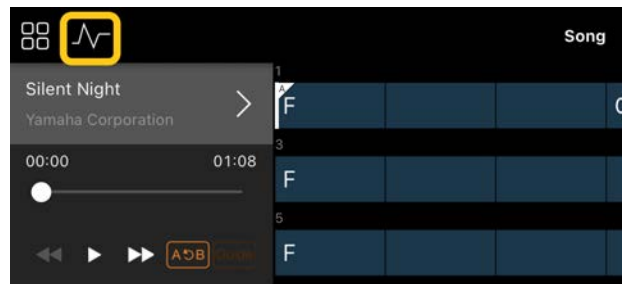 Song
Silent Night
Yamaha Corporation
00:00 01:08
A B
1
A
F
3
F
5
F